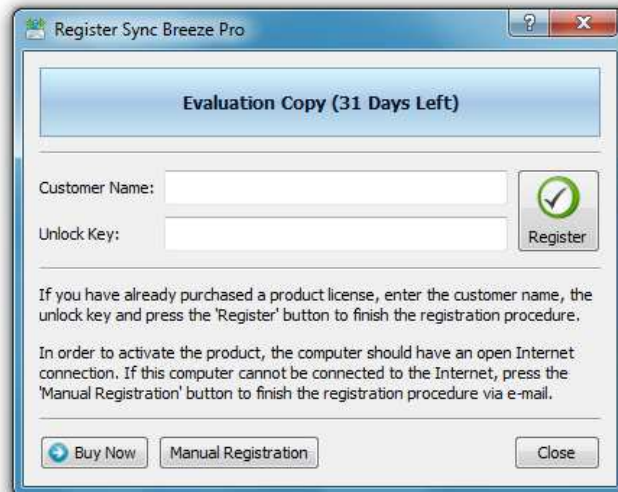 Register Sync Breeze Pro
?
Evaluation Copy (31 Days Left)
Customer Name:
Unlock Key:
Register
If you have already purchased a product license, enter the customer name, the
unlock key and press the 'Register' button to finish the registration procedure.
In order to activate the product, the computer should have an open Internet
connection. If this computer cannot be connected to the Internet, press the
'Manual Registration' button to finish the registration procedure via e-mail.
Buy Now
Manual Registration
Close